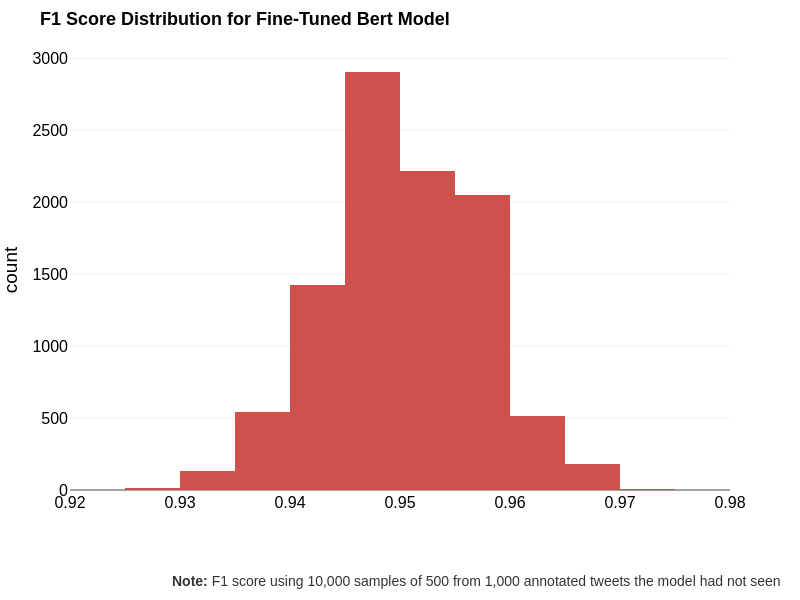 F1 Score Distribution for Fine-Tuned Bert Model
3000
2500
2000
1500
1000
500
0
count
0.92 0.93 0.94 0.95 0.96 0.97 0.98
Note: F1 score using 10,000 samples of 500 from 1,000 annotated tweets the model had not seen